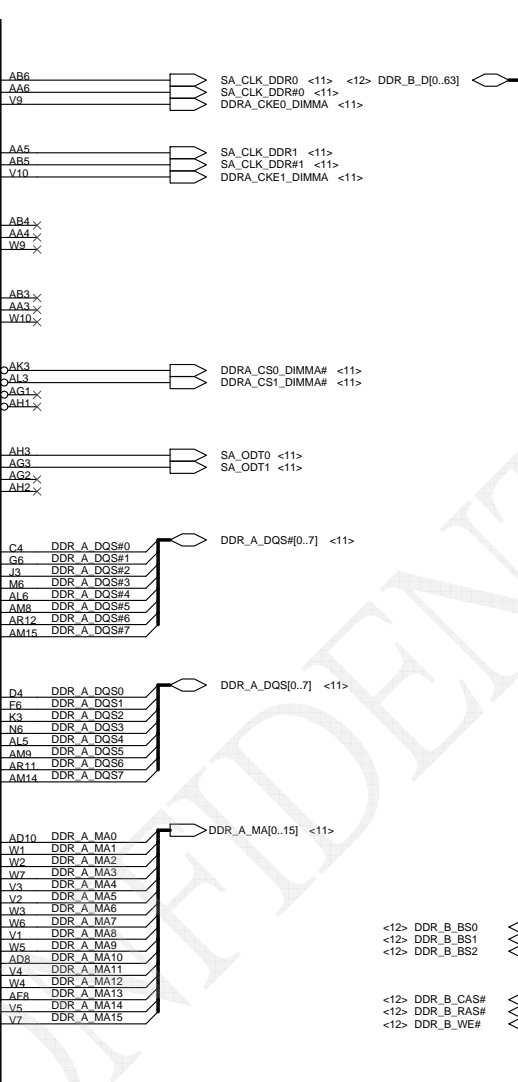 AB6 SA_CLK_DDR0 <11> <12> DDR_B_D[0..63]
AA6 SA_CLK_DDR#0 <11>
V9 DDRA_CKE0_DIMMA <11>
AA5 SA_CLK_DDR1 <11>
AB5 SA_CLK_DDR#1 <11>
V10 DDRA_CKE1_DIMMA <11>
AB4
AA4
W9
AB3
AA3
W10
AK3 DDRA_CS0_DIMMA# <11>
AL3 DDRA_CS1_DIMMA# <11>
AG1
AH1
AH3 SA_ODT0 <11>
AG3 SA_ODT1 <11>
AG2
AH2
DDR_A_DQS#[0..7] <11>
C4 DDR_A_DQS#0
G6 DDR_A_DQS#1
J3 DDR_A_DQS#2
M6 DDR_A_DQS#3
AL6 DDR_A_DQS#4
AM8 DDR_A_DQS#5
AR12 DDR_A_DQS#6
AM15 DDR_A_DQS#7
DDR_A_DQS[0..7] <11>
D4 DDR_A_DQS0
F6 DDR_A_DQS1
K3 DDR_A_DQS2
N6 DDR_A_DQS3
AL5 DDR_A_DQS4
AM9 DDR_A_DQS5
AR11 DDR_A_DQS6
AM14 DDR_A_DQS7
DDR_A_MA[0..15] <11>
AD10 DDR_A_MA0
W1 DDR_A_MA1
W2 DDR_A_MA2
W7 DDR_A_MA3
V3 DDR_A_MA4
V2 DDR_A_MA5
W3 DDR_A_MA6
W6 DDR_A_MA7
V1 DDR_A_MA8
W5 DDR_A_MA9
AD8 DDR_A_MA10
V4 DDR_A_MA11
W4 DDR_A_MA12
AF8 DDR_A_MA13
V5 DDR_A_MA14
V7 DDR_A_MA15
<12> DDR_B_BS0
<12> DDR_B_BS1
<12> DDR_B_BS2
<12> DDR_B_CAS#
<12> DDR_B_RAS#
<12> DDR_B_WE#